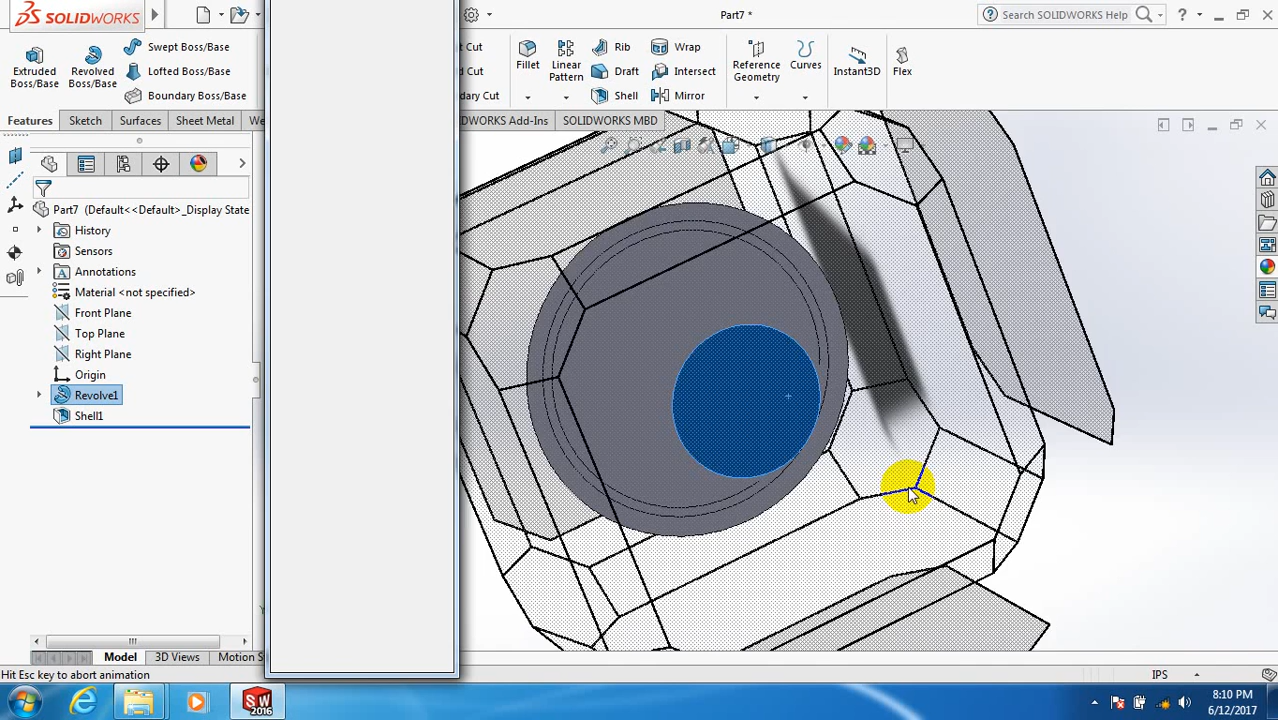 SOLIDWORKS
Part7 *
Search SOLIDWORKS Help
Extruded Boss/Base
Revolved Boss/Base
Swept Boss/Base
Lofted Boss/Base
Boundary Boss/Base
d Cut
d Cut
dary Cut
Fillet
Linear Pattern
Rib
Draft
Shell
Wrap
Intersect
Mirror
Reference Geometry
Curves
Instant3D
Flex
Features
Sketch
Surfaces
Sheet Metal
We
DWORKS Add-Ins
SOLIDWORKS MBD
Part7 (Default<<Default>_Display State
History
Sensors
Annotations
Material <not specified>
Front Plane
Top Plane
Right Plane
Origin
Revolve1
Shell1
Model
3D Views
Motion S
Hit Esc key to abort animation
IPS
SW
2016
8:10 PM
6/12/2017